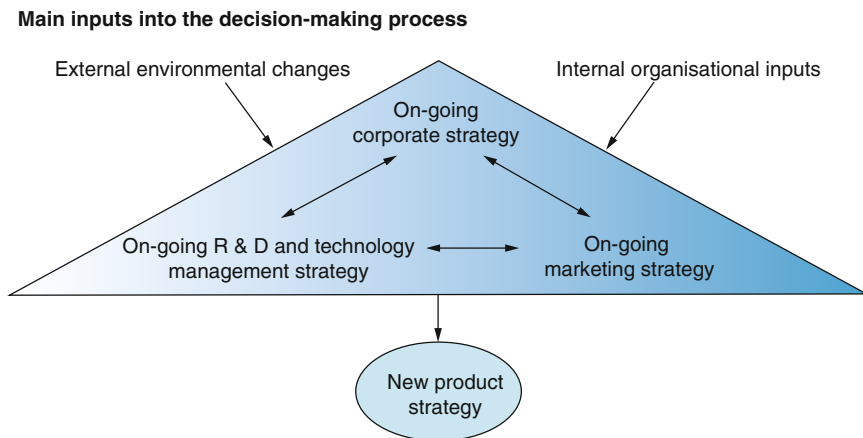 Main inputs into the decision-making process
External environmental changes
Internal organisational inputs
On-going
corporate strategy
On-going R & D and technology
management strategy
On-going
marketing strategy
New product
strategy